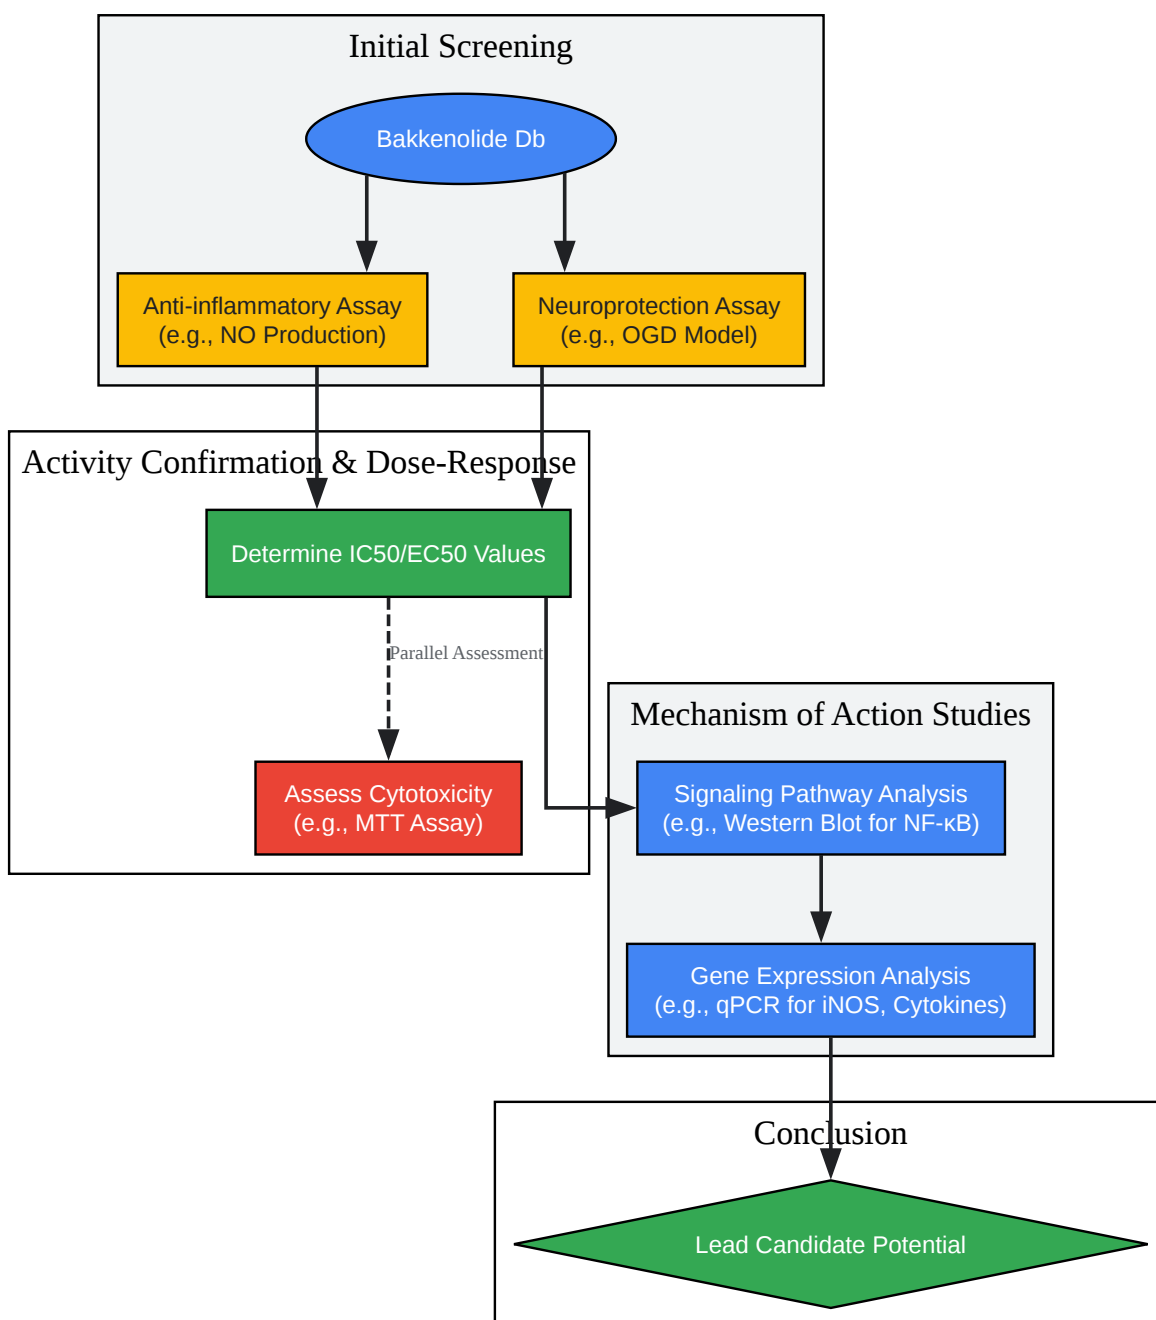 Initial Screening
Bakkenolide Db
Anti-inflammatory Assay
(e.g., NO Production)
Neuroprotection Assay
(e.g., OGD Model)
Activity Confirmation & Dose-Response
Determine IC50/EC50 Values
Parallel Assessment
Assess Cytotoxicity
(e.g., MTT Assay)
Mechanism of Action Studies
Signaling Pathway Analysis
(e.g., Western Blot for NF-κB)
Gene Expression Analysis
(e.g., qPCR for iNOS, Cytokines)
Conclusion
Lead Candidate Potential